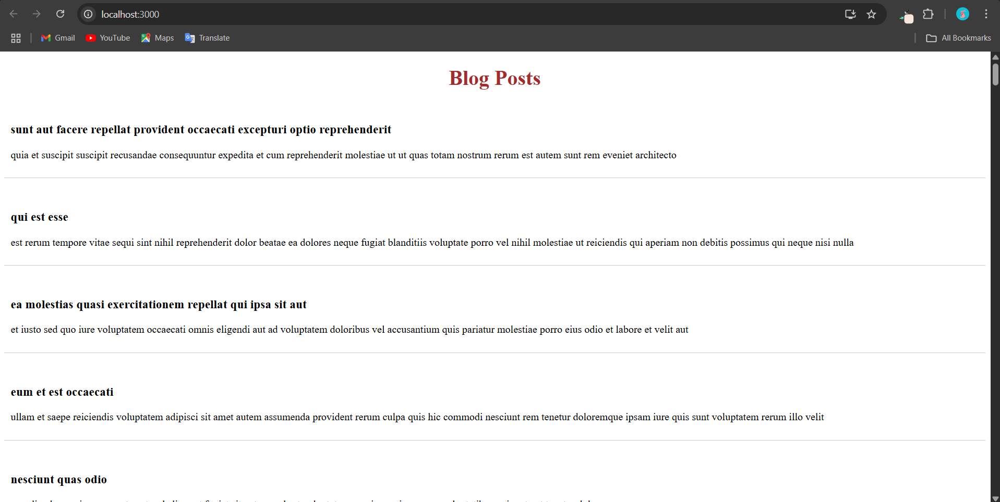 localhost:3000
Gmail YouTube Maps Translate All Bookmarks
Blog Posts
sunt aut facere repellat provident occaecati excepturi optio reprehenderit
quia et suscipit suscipit recusandae consequuntur expedita et cum reprehenderit molestiae ut ut quas totam nostrum rerum est autem sunt rem eveniet architecto
qui est esse
est rerum tempore vitae sequi sint nihil reprehenderit dolor beatae ea dolores neque fugiat blanditiis voluptate porro vel nihil molestiae ut reiciendis qui aperiam non debitis possimus qui neque nisi nulla
ea molestias quasi exercitationem repellat qui ipsa sit aut
et iusto sed quo iure voluptatem occaecati omnis eligendi aut ad voluptatem doloribus vel accusantium quis pariatur molestiae porro eius odio et labore et velit aut
eum et est occaecati
ullam et saepe reiciendis voluptatem adipisci sit amet autem assumenda provident rerum culpa quis hic commodi nesciunt rem tenetur doloremque ipsam iure quis sunt voluptatem rerum illo velit
nesciunt quas odio